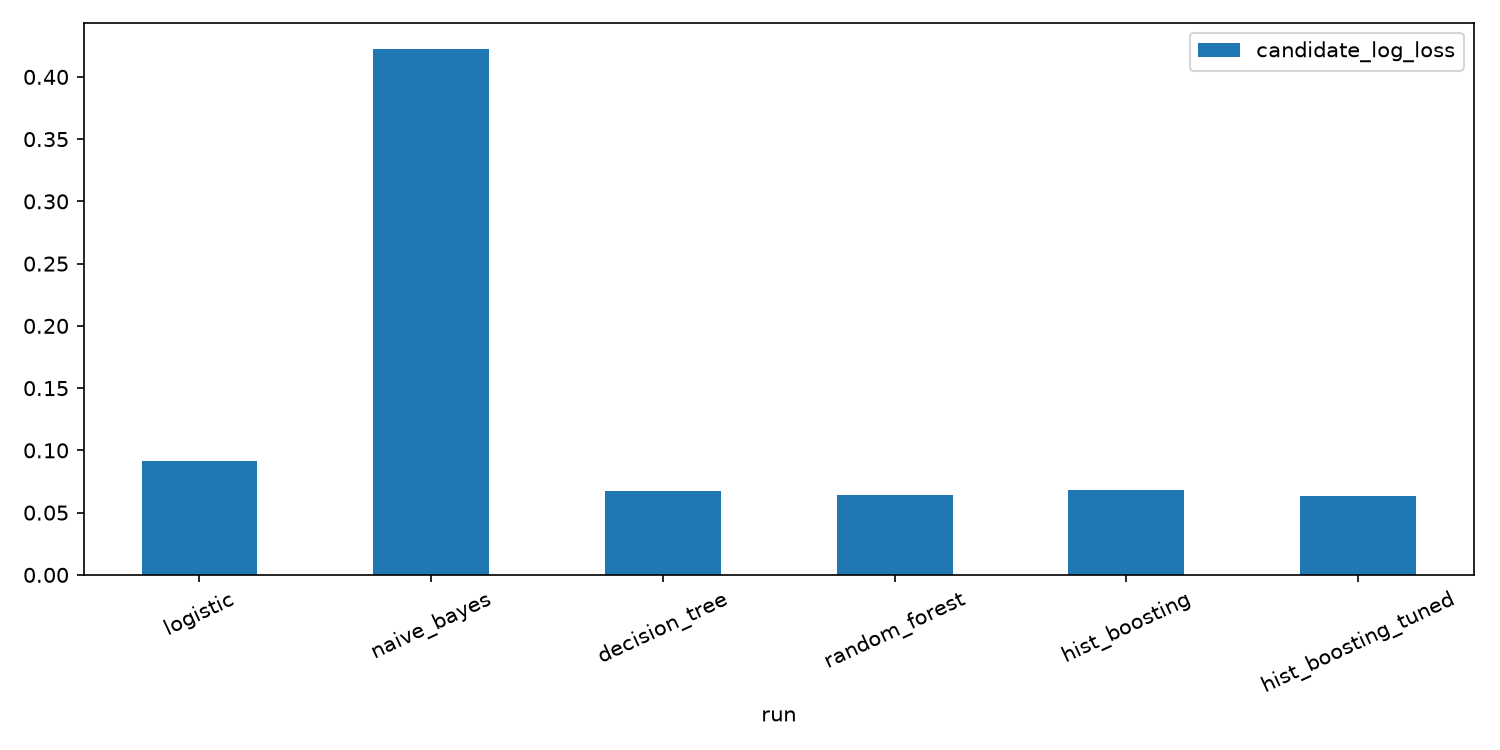 candidate_log_loss
0.40
0.35
0.30
0.25
0.20
0.15
0.10
0.05
0.00
logistic
naive_bayes
decision_tree
random_forest
hist_boosting
hist_boosting_tuned
run